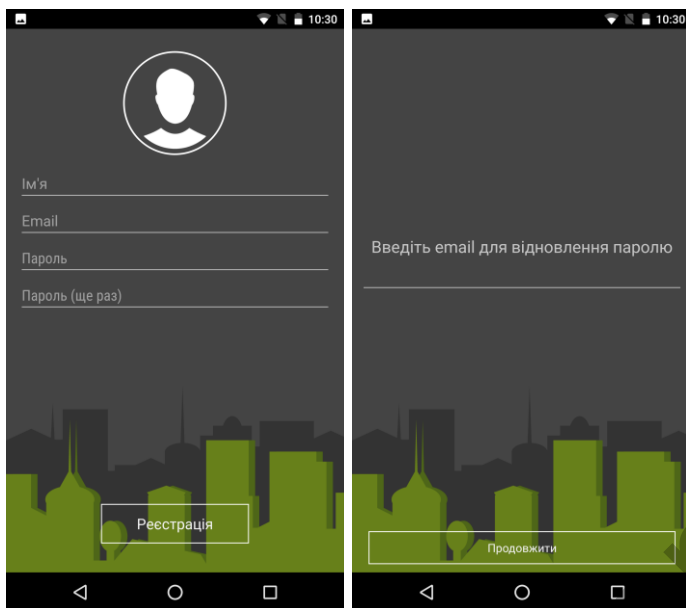 10:30
Ім'я
Email
Пароль
Пароль (ще раз)
Реєстрація
10:30
Введіть email для відновлення паролю
Продовжити